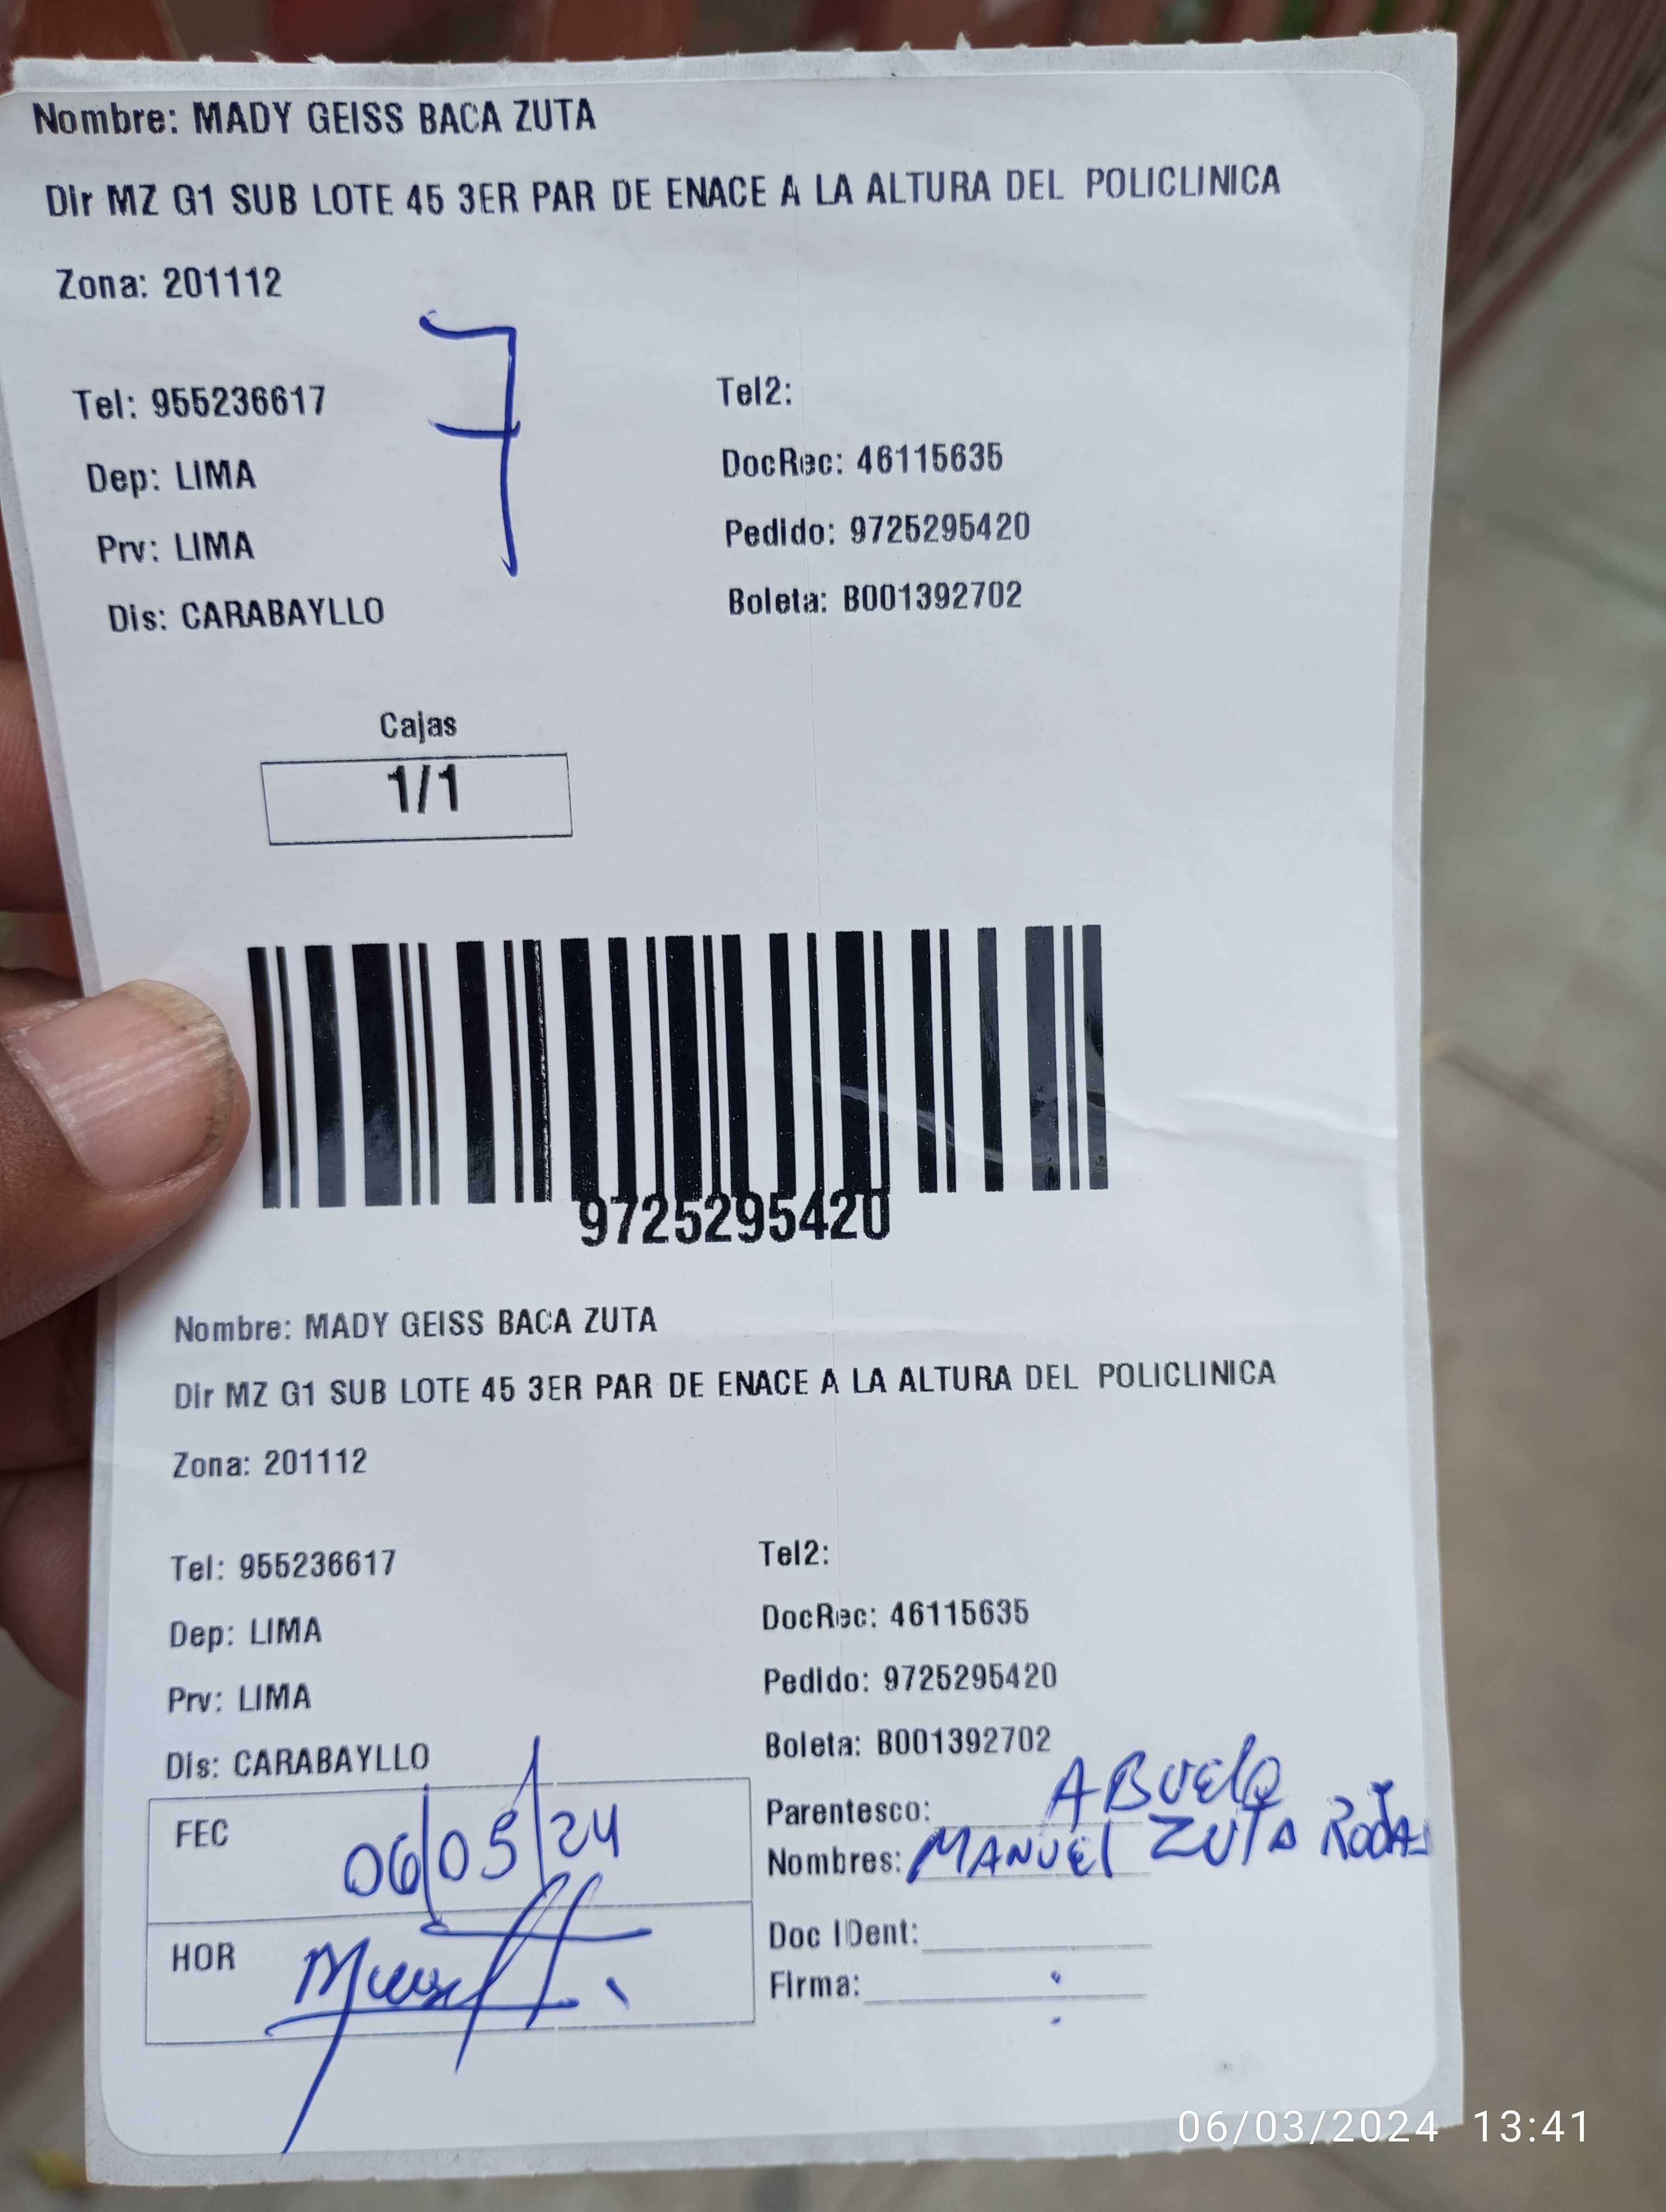 Nombre: MADY GEISS BACA ZUTA
Dir MZ G1 SUB LOTE 45 3ER PAR DE ENACE A LA ALTURA DEL POLICLINICA
Zona: 201112
7
Tel: 955236617
Tel2:
Dep: LIMA
DocRec: 46115635
Prv: LIMA
Pedido: 9725295420
Dis: CARABAYLLO
Boleta: B001392702
Cajas
1/1
9725295420
Nombre: MADY GEISS BACA ZUTA
Dir MZ G1 SUB LOTE 45 3ER PAR DE ENACE A LA ALTURA DEL POLICLINICA
Zona: 201112
Tel: 955236617
Tel2:
Dep: LIMA
DocRec: 46115635
Prv: LIMA
Pedido: 9725295420
Dis: CARABAYLLO
Boleta: B001392702
FEC 06/03/24
Parentesco: ABuelo
Nombres: MANUEl ZUTA RODAS
HOR
Doc IDent:
Firma:
06/03/2024 13:41